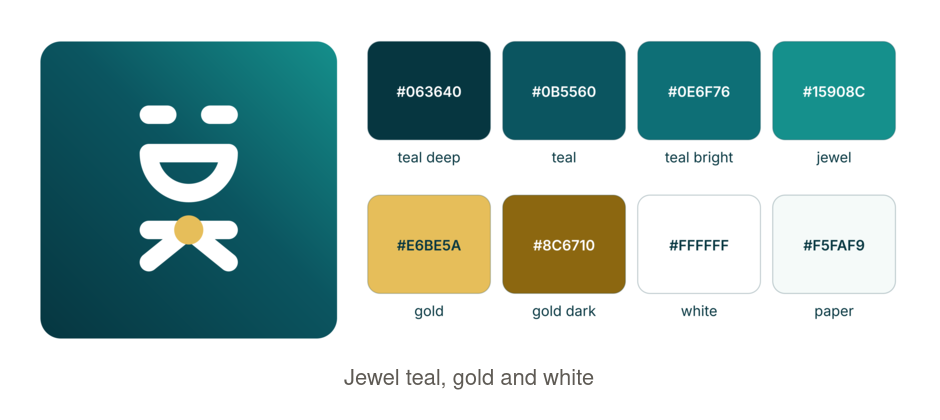 #063640
#0B5560
#0E6F76
#15908C
teal deep
teal
teal bright
jewel
#E6BE5A
#8C6710
#FFFFFF
#F5FAF9
gold
gold dark
white
paper
Jewel teal, gold and white